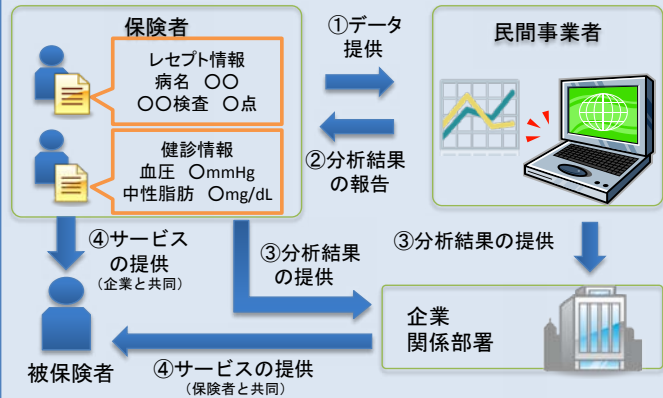 保険者
レセプト情報
病名　○○
○○検査　○点
健診情報
血圧　○mmHg
中性脂肪　○mg/dL
①データ
提供
②分析結果
の報告
民間事業者
④サービス
の提供
（企業と共同）
③分析結果
の提供
③分析結果の提供
企業
関係部署
被保険者
④サービスの提供
（保険者と共同）